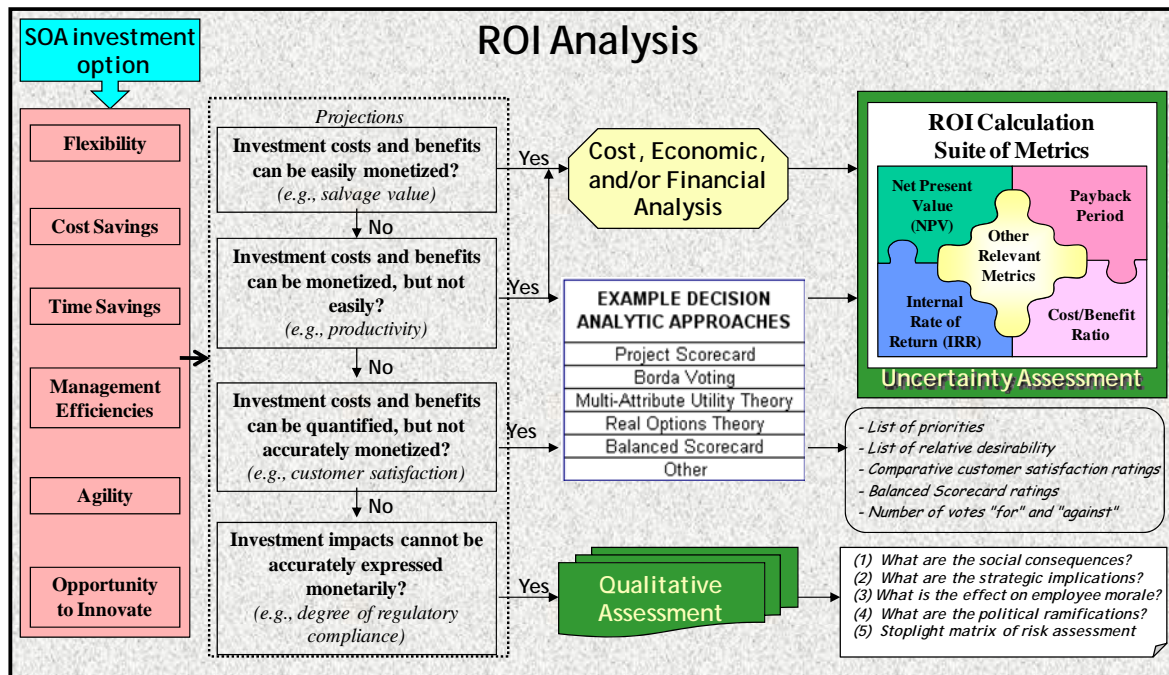 SOA investment
option
ROI Analysis
Flexibility
Cost Savings
Time Savings
Management
Efficiencies
Agility
Opportunity
to Innovate
Projections
Investment costs and benefits
can be easily monetized?
(e.g., salvage value)
Yes
No
Investment costs and benefits
can be monetized, but not
easily?
(e.g., productivity)
Yes
No
Investment costs and benefits
can be quantified, but not
accurately monetized?
(e.g., customer satisfaction)
Yes
No
Investment impacts cannot be
accurately expressed
monetarily?
(e.g., degree of regulatory
compliance)
Yes
Cost, Economic,
and/or Financial
Analysis
EXAMPLE DECISION
ANALYTIC APPROACHES
Project Scorecard
Borda Voting
Multi-Attribute Utility Theory
Real Options Theory
Balanced Scorecard
Other
Qualitative
Assessment
ROI Calculation
Suite of Metrics
Net Present
Value
(NPV)
Payback
Period
Other
Relevant
Metrics
Internal
Rate of
Return (IRR)
Cost/Benefit
Ratio
Uncertainty Assessment
- List of priorities
- List of relative desirability
- Comparative customer satisfaction ratings
- Balanced Scorecard ratings
- Number of votes "for" and "against"
(1) What are the social consequences?
(2) What are the strategic implications?
(3) What is the effect on employee morale?
(4) What are the political ramifications?
(5) Stoplight matrix of risk assessment